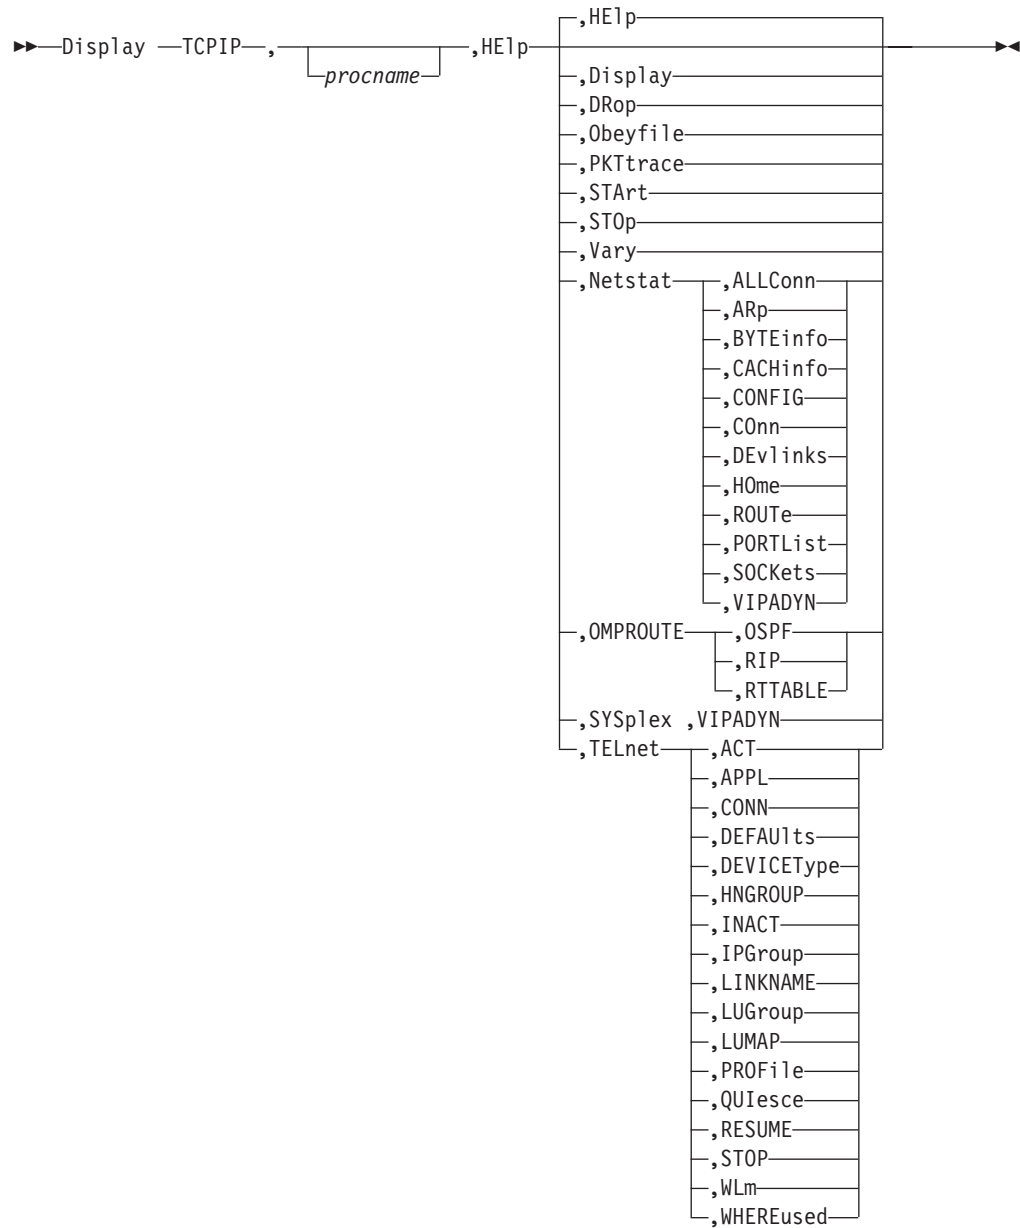 ,HElp
Display TCPIP , ,HElp
procname
,Display
,DRop
,Obeyfile
,PKTtrace
,STArt
,STOp
,Vary
,Netstat ,ALLConn
,ARp
,BYTEinfo
,CACHinfo
,CONFIG
,COnn
,DEvlinks
,HOme
,ROUTe
,PORTList
,SOCKets
,VIPADYN
,OMPROUTE ,OSPF
,RIP
,RTTABLE
,SYSplex ,VIPADYN
,TELnet ,ACT
,APPL
,CONN
,DEFAUlts
,DEVICEType
,HNGROUP
,INACT
,IPGroup
,LINKNAME
,LUGroup
,LUMAP
,PROFile
,QUIesce
,RESUME
,STOP
,WLm
,WHEREused